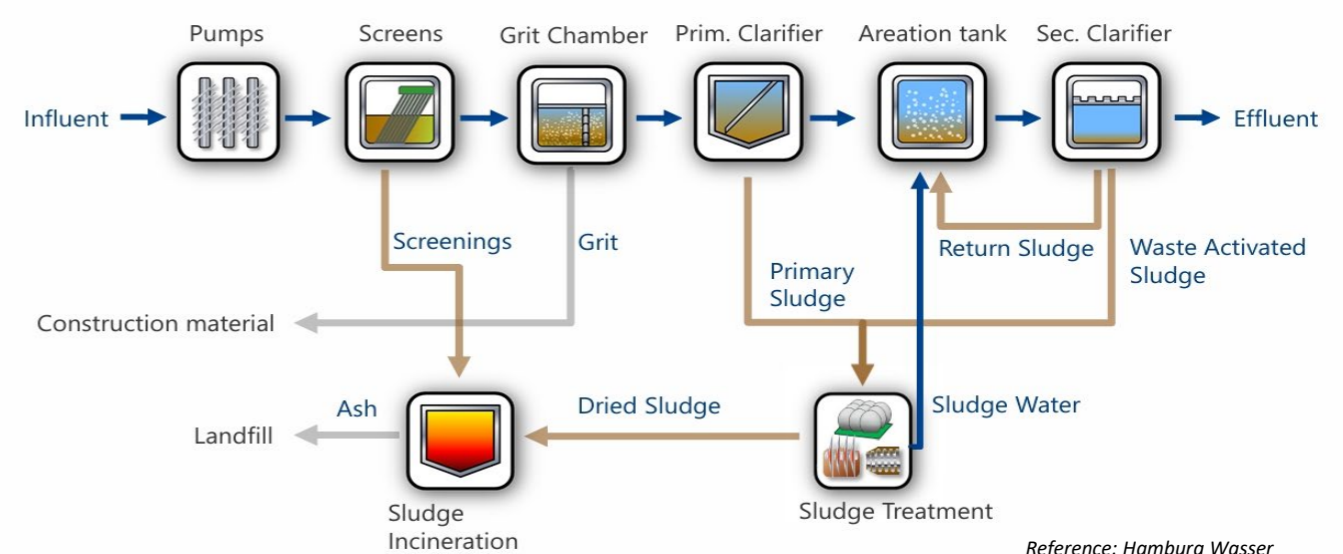 Pumps
Screens
Grit Chamber
Prim. Clarifier
Areation tank
Sec. Clarifier
Influent
Effluent
Screenings
Grit
Return Sludge
Waste Activated
Sludge
Primary
Sludge
Construction material
Ash
Dried Sludge
Sludge Water
Landfill
Sludge
Incineration
Sludge Treatment
Reference: Hamburg Wasser